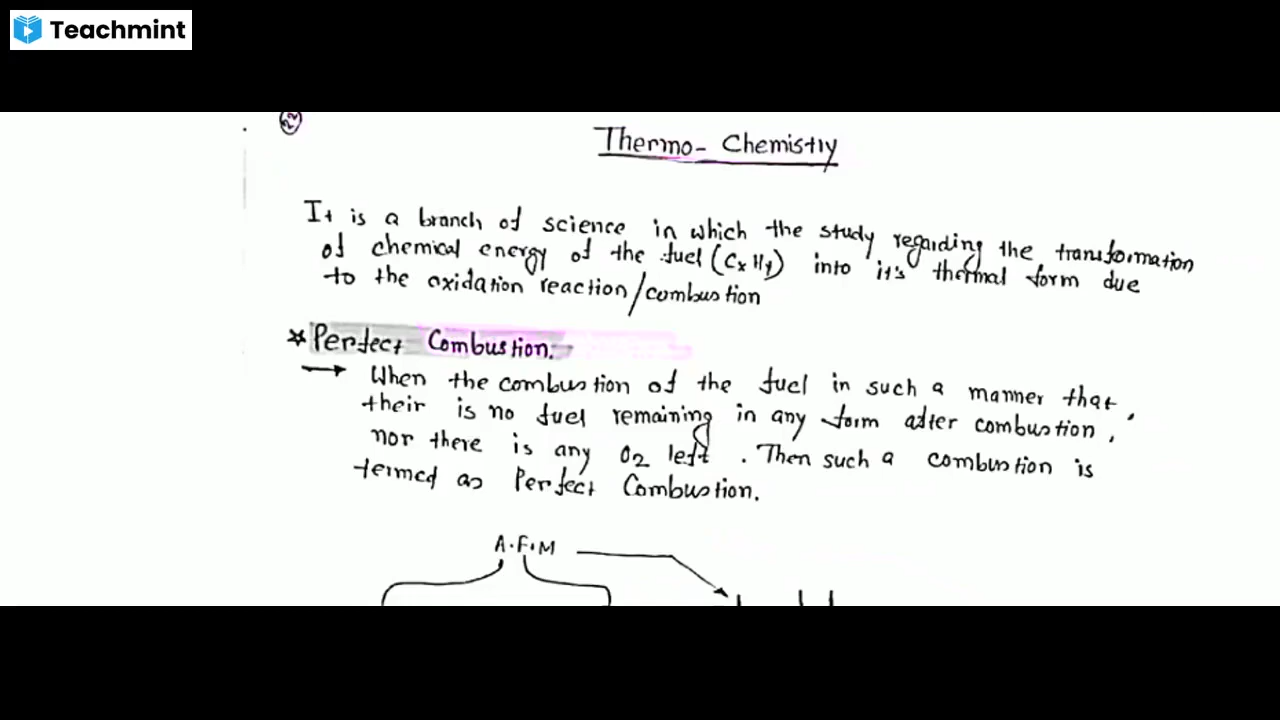 Teachmint
22
Thermo- Chemistry
It is a branch of science in which the study regarding the transformation
of chemical energy of the fuel (CxHy) into it's thermal form due
to the oxidation reaction/combustion
*Perfect Combustion.
→ When the combustion of the fuel in such a manner that
their is no fuel remaining in any form after combustion,
nor there is any O2 left. Then such a combustion is
termed as Perfect Combustion.
A.F.M